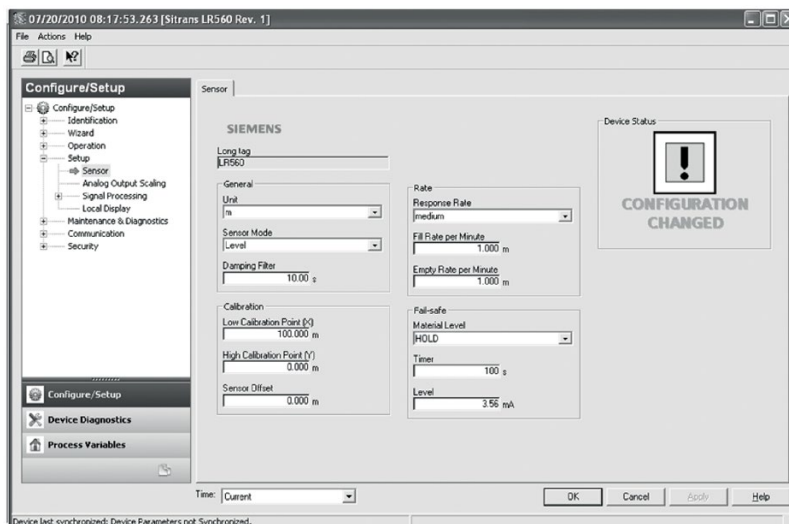 07/20/2010 08:17:53.263 [Sitrans LR560 Rev. 1]
File Actions Help
Configure/Setup
Configure/Setup
Identification
Wizard
Operation
Setup
Sensor
Analog Output Scaling
Signal Processing
Local Display
Maintenance & Diagnostics
Communication
Security
Configure/Setup
Device Diagnostics
Process Variables
Sensor
SIEMENS
Long tag
LR560
General
Unit
m
Sensor Mode
Level
Damping Filter
10.00 s
Calibration
Low Calibration Point (X)
100.000 m
High Calibration Point (Y)
0.000 m
Sensor Offset
0.000 m
Rate
Response Rate
medium
Fill Rate per Minute
1.000 m
Empty Rate per Minute
1.000 m
Fail-safe
Material Level
HOLD
Timer
100 s
Level
3.56 mA
Device Status
CONFIGURATION
CHANGED
Time: Current
OK Cancel Apply Help
Device last synchronized: Device Parameters not Synchronized.